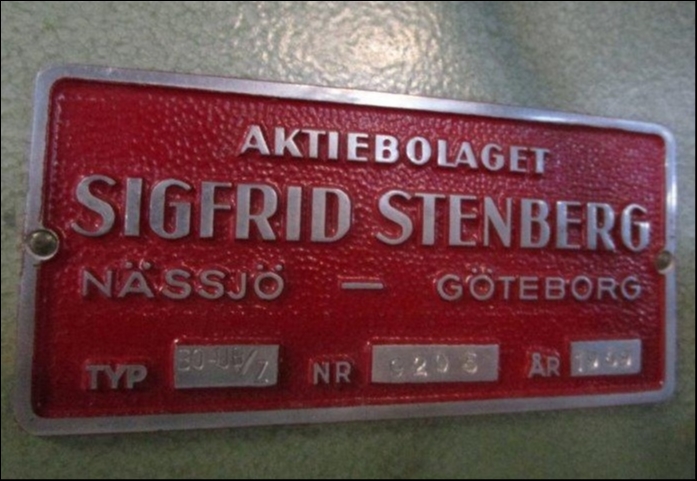 AKTIEBOLAGET
SIGFRID STENBERG
NÄSSJÖ — GÖTEBORG
TYP NR ÅR